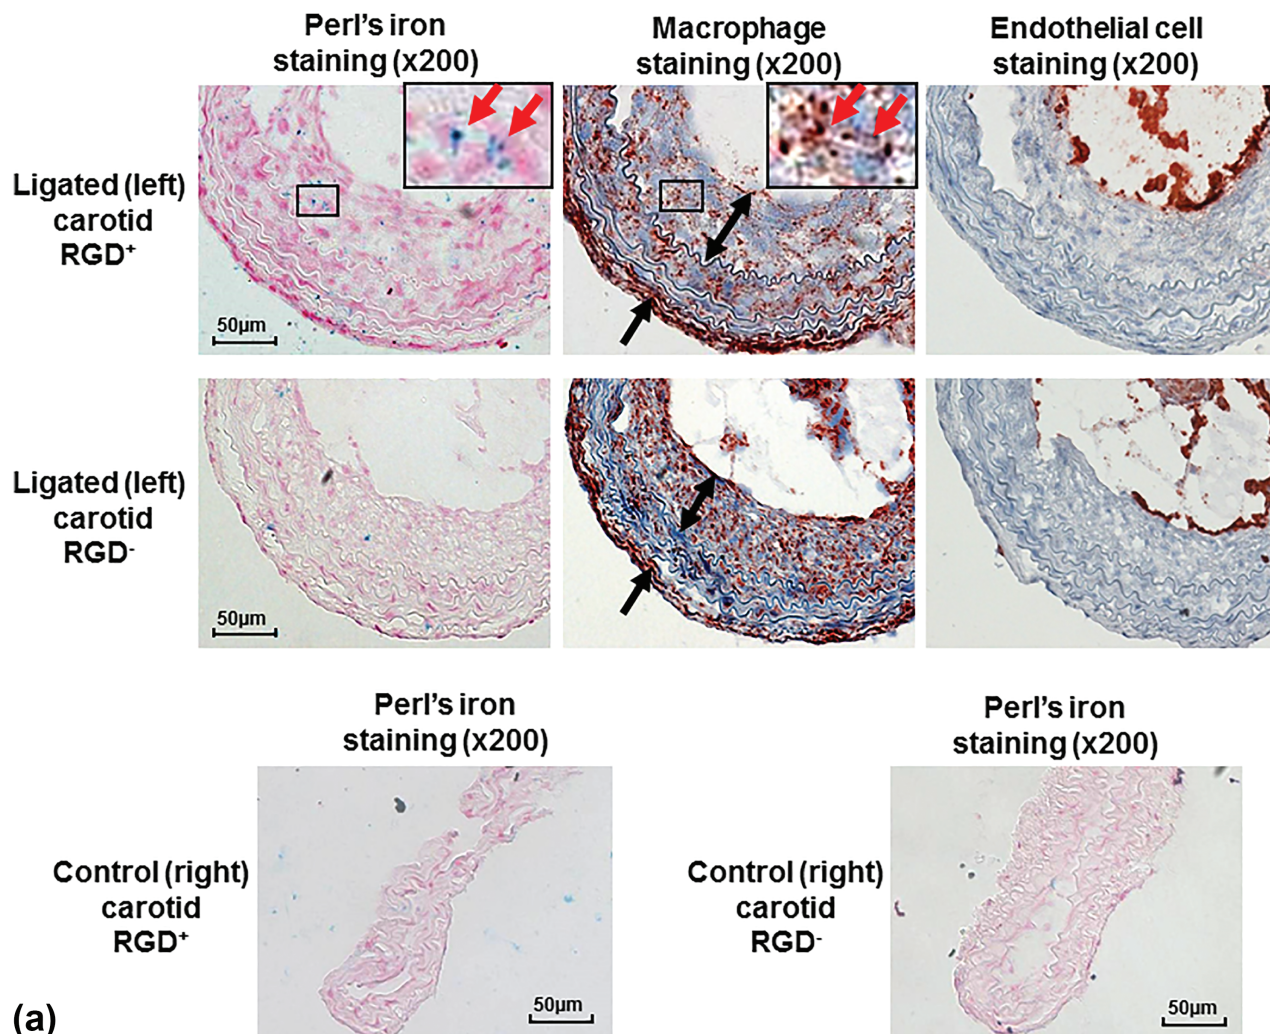 Perl's iron
staining (x200)
Macrophage
staining (x200)
Endothelial cell
staining (x200)
Ligated (left)
carotid
RGD⁺
50µm
Ligated (left)
carotid
RGD⁻
50µm
Perl's iron
staining (x200)
Perl's iron
staining (x200)
Control (right)
carotid
RGD⁺
50µm
Control (right)
carotid
RGD⁻
50µm
(a)